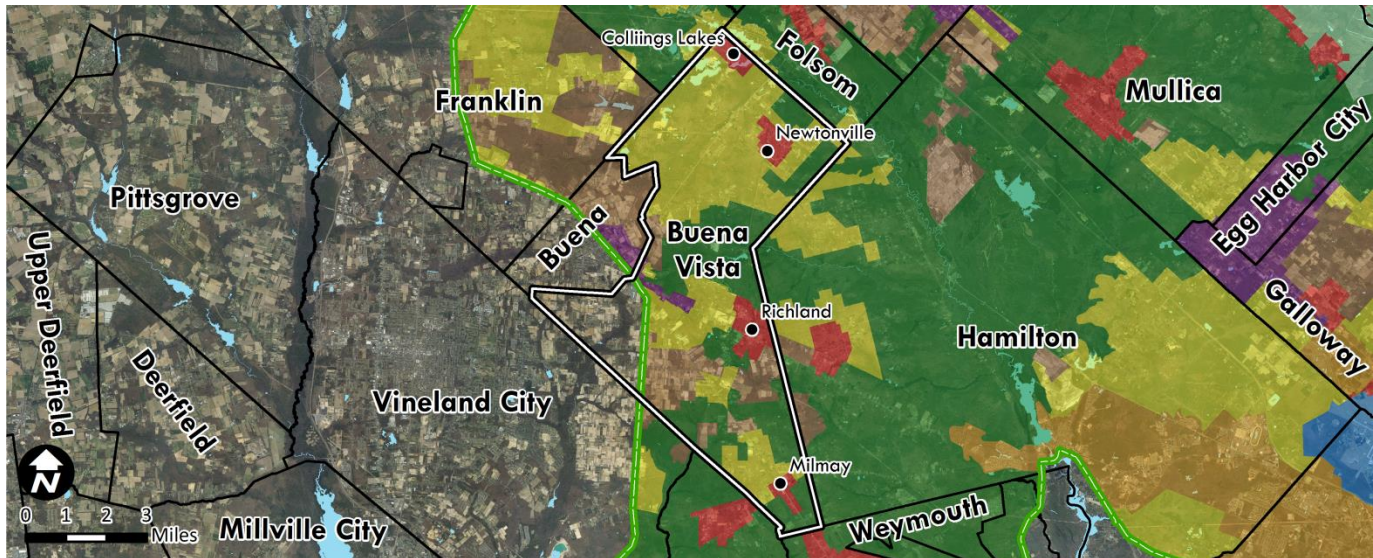 Colliings Lakes
Folsom
Franklin
Mullica
Newtonville
Egg Harbor City
Pittsgrove
Buena
Buena
Vista
Upper Deerfield
Galloway
Richland
Hamilton
Deerfield
Vineland City
N
Milmay
0 1 2 3
Miles
Millville City
Weymouth